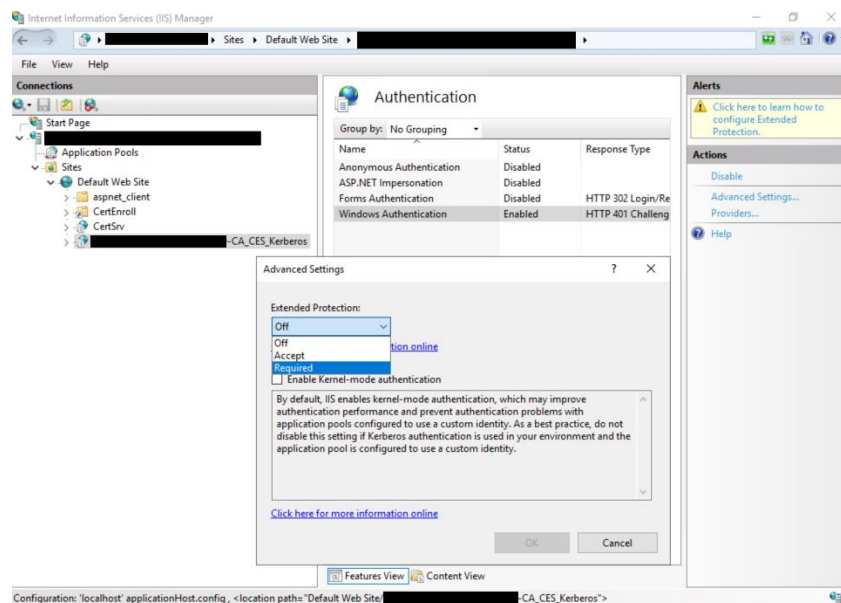 Internet Information Services (IIS) Manager
Sites Default Web Site
File View Help
Connections
Start Page
Application Pools
Sites
Default Web Site
aspnet_client
CertEnroll
CertSrv
-CA_CES_Kerberos
Authentication
Group by: No Grouping
Name Status Response Type
Anonymous Authentication Disabled
ASP.NET Impersonation Disabled
Forms Authentication Disabled HTTP 302 Login/Re
Windows Authentication Enabled HTTP 401 Challeng
Alerts
Click here to learn how to
configure Extended
Protection.
Actions
Disable
Advanced Settings...
Providers...
Help
Advanced Settings ? X
Extended Protection:
Off
Off
Accept
Required
tion online
Enable Kernel-mode authentication
By default, IIS enables kernel-mode authentication, which may improve
authentication performance and prevent authentication problems with
application pools configured to use a custom identity. As a best practice, do not
disable this setting if Kerberos authentication is used in your environment and the
application pool is configured to use a custom identity.
Click here for more information online
OK Cancel
Features View Content View
Configuration: 'localhost' applicationHost.config , <location path="Default Web Site/ -CA_CES_Kerberos">